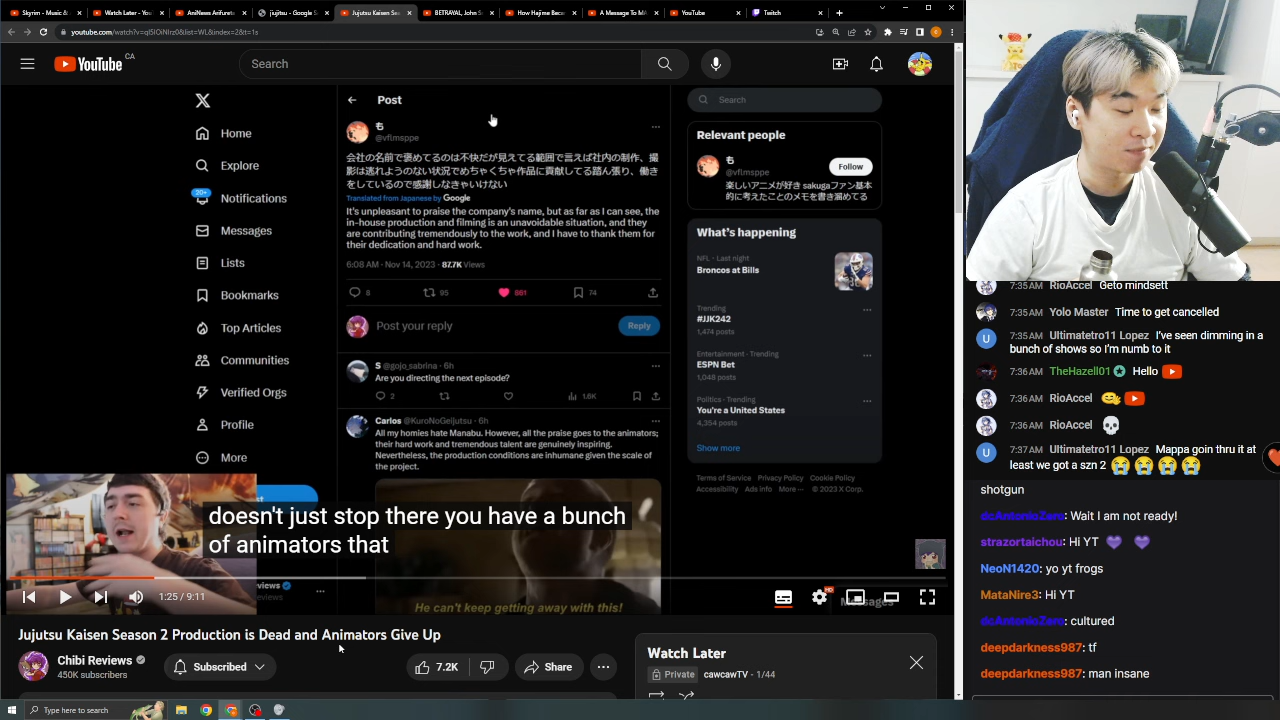 Skyrim - Music &
Watch Later - You
AniNews Arifuret
jiujitsu - Google S
Jujutsu Kaisen Sea
BETRAYAL, John S
How Hajime Beca
A Message To M
YouTube
Twitch
youtube.com/watch?v=
YouTube CA
Search
Post
Search
も
@vflmsppe
会社の名前で褒めてるのは不快だが見えてる範囲で言えば社内の制作、撮
影は逃れようのない状況でめちゃくちゃ作品に貢献してる踏ん張り、働き
をしているので感謝しなきゃいけない
Translated from Japanese by Google
It's unpleasant to praise the company's name, but as far as I can see, the
in-house production and filming is an unavoidable situation, and they
are contributing tremendously to the work, and I have to thank them for
their dedication and hard work.
6:08 AM · Nov 14, 2023 · 87.7K Views
8
95
861
74
Post your reply
Reply
S @gojo_sabrina · 6h
Are you directing the next episode?
2
1.8K
Carlos @KuroNoGeljutsu · 6h
All my homies hate Manabu. However, all the praise goes to the animators;
their hard work and tremendous talent are genuinely inspiring.
Nevertheless, the production conditions are inhumane given the scale of
the project.
He can't keep getting away with this!
Home
Explore
20+
Notifications
Messages
Lists
Bookmarks
Top Articles
Communities
Verified Orgs
Profile
More
Relevant people
も
@vflmsppe
Follow
楽しいアニメが好き sakugaファン基本
的に考えたことのメモを書き溜めてる
What's happening
NFL · Last night
Broncos at Bills
Trending
#JJK242
1,474 posts
Entertainment · Trending
ESPN Bet
1,048 posts
Politics · Trending
You're a United States
4,354 posts
Show more
Terms of Service Privacy Policy Cookie Policy
Accessibility Ads info More ··· © 2023 X Corp.
doesn't just stop there you have a bunch
of animators that
1:25 / 9:11
HD
Messages
Jujutsu Kaisen Season 2 Production is Dead and Animators Give Up
Chibi Reviews
450K subscribers
Subscribed
7.2K
Share
Watch Later
Private
cawcawTV - 1/44
Type here to search
7:35 AM RioAccel Geto mindsett
7:35 AM Yolo Master Time to get cancelled
7:35 AM Ultimatetro11 Lopez I've seen dimming in a
bunch of shows so I'm numb to it
7:36 AM TheHazell01 Hello
7:36 AM RioAccel
7:36 AM RioAccel
7:37 AM Ultimatetro11 Lopez Mappa goin thru it at
least we got a szn 2 😭😭😭😭
shotgun
dcAntonioZero: Wait I am not ready!
strazortaichou: Hi YT 💜 💜
NeoN1420: yo yt frogs
MataNire3: Hi YT
dcAntonioZero: cultured
deepdarkness987: tf
deepdarkness987: man insane